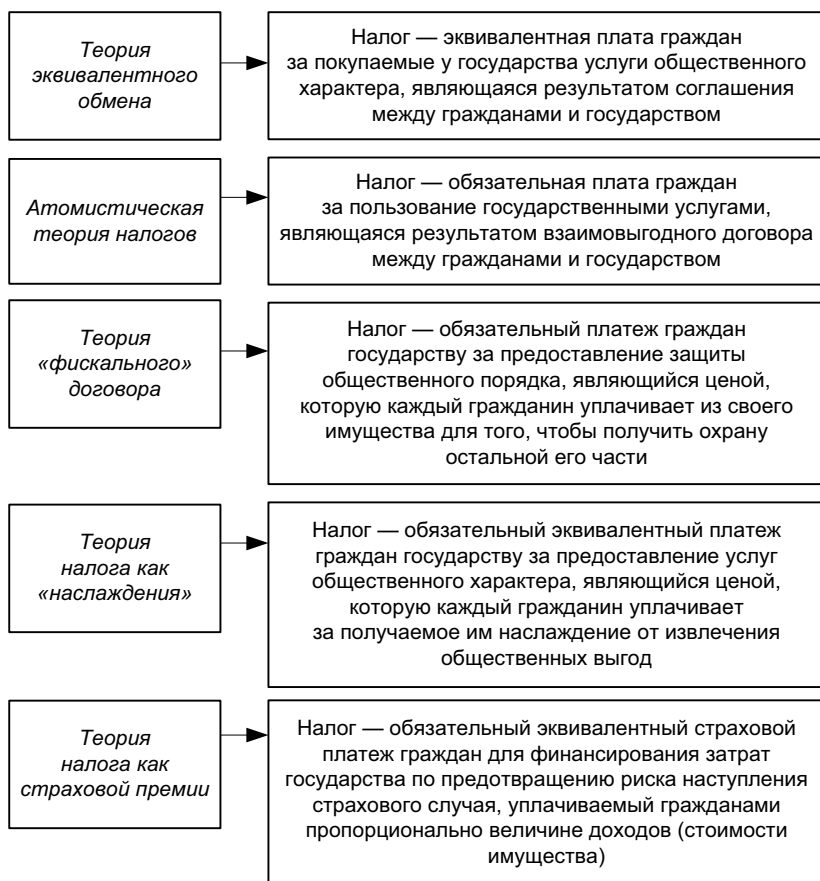 Теория
эквивалентного
обмена
Налог — эквивалентная плата граждан
за покупаемые у государства услуги общественного
характера, являющаяся результатом соглашения
между гражданами и государством
Атомистическая
теория налогов
Налог — обязательная плата граждан
за пользование государственными услугами,
являющаяся результатом взаимовыгодного договора
между гражданами и государством
Теория
«фискального»
договора
Налог — обязательный платеж граждан
государству за предоставление защиты
общественного порядка, являющийся ценой,
которую каждый гражданин уплачивает из своего
имущества для того, чтобы получить охрану
остальной его части
Теория
налога как
«наслаждения»
Налог — обязательный эквивалентный платеж
граждан государству за предоставление услуг
общественного характера, являющийся ценой,
которую каждый гражданин уплачивает
за получаемое им наслаждение от извлечения
общественных выгод
Теория
налога как
страховой премии
Налог — обязательный эквивалентный страховой
платеж граждан для финансирования затрат
государства по предотвращению риска наступления
страхового случая, уплачиваемый гражданами
пропорционально величине доходов (стоимости
имущества)